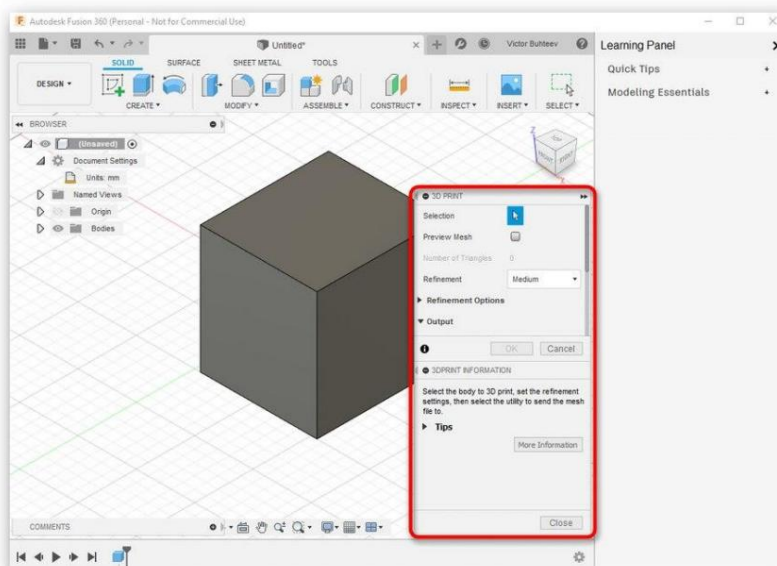 Autodesk Fusion 360 (Personal - Not for Commercial Use)
Untitled*
Victor Buhteev
Learning Panel
Quick Tips
Modeling Essentials
SOLID SURFACE SHEET METAL TOOLS
DESIGN
CREATE MODIFY ASSEMBLE CONSTRUCT INSPECT INSERT SELECT
BROWSER
(Unsaved)
Document Settings
Units: mm
Named Views
Origin
Bodies
Z
TOP
FRONT RIGHT
X
3D PRINT
Selection
Preview Mesh
Number of Triangles 0
Refinement Medium
Refinement Options
Output
OK Cancel
3DPRINT INFORMATION
Select the body to 3D print, set the refinement
settings, then select the utility to send the mesh
file to.
Tips
More Information
Close
COMMENTS